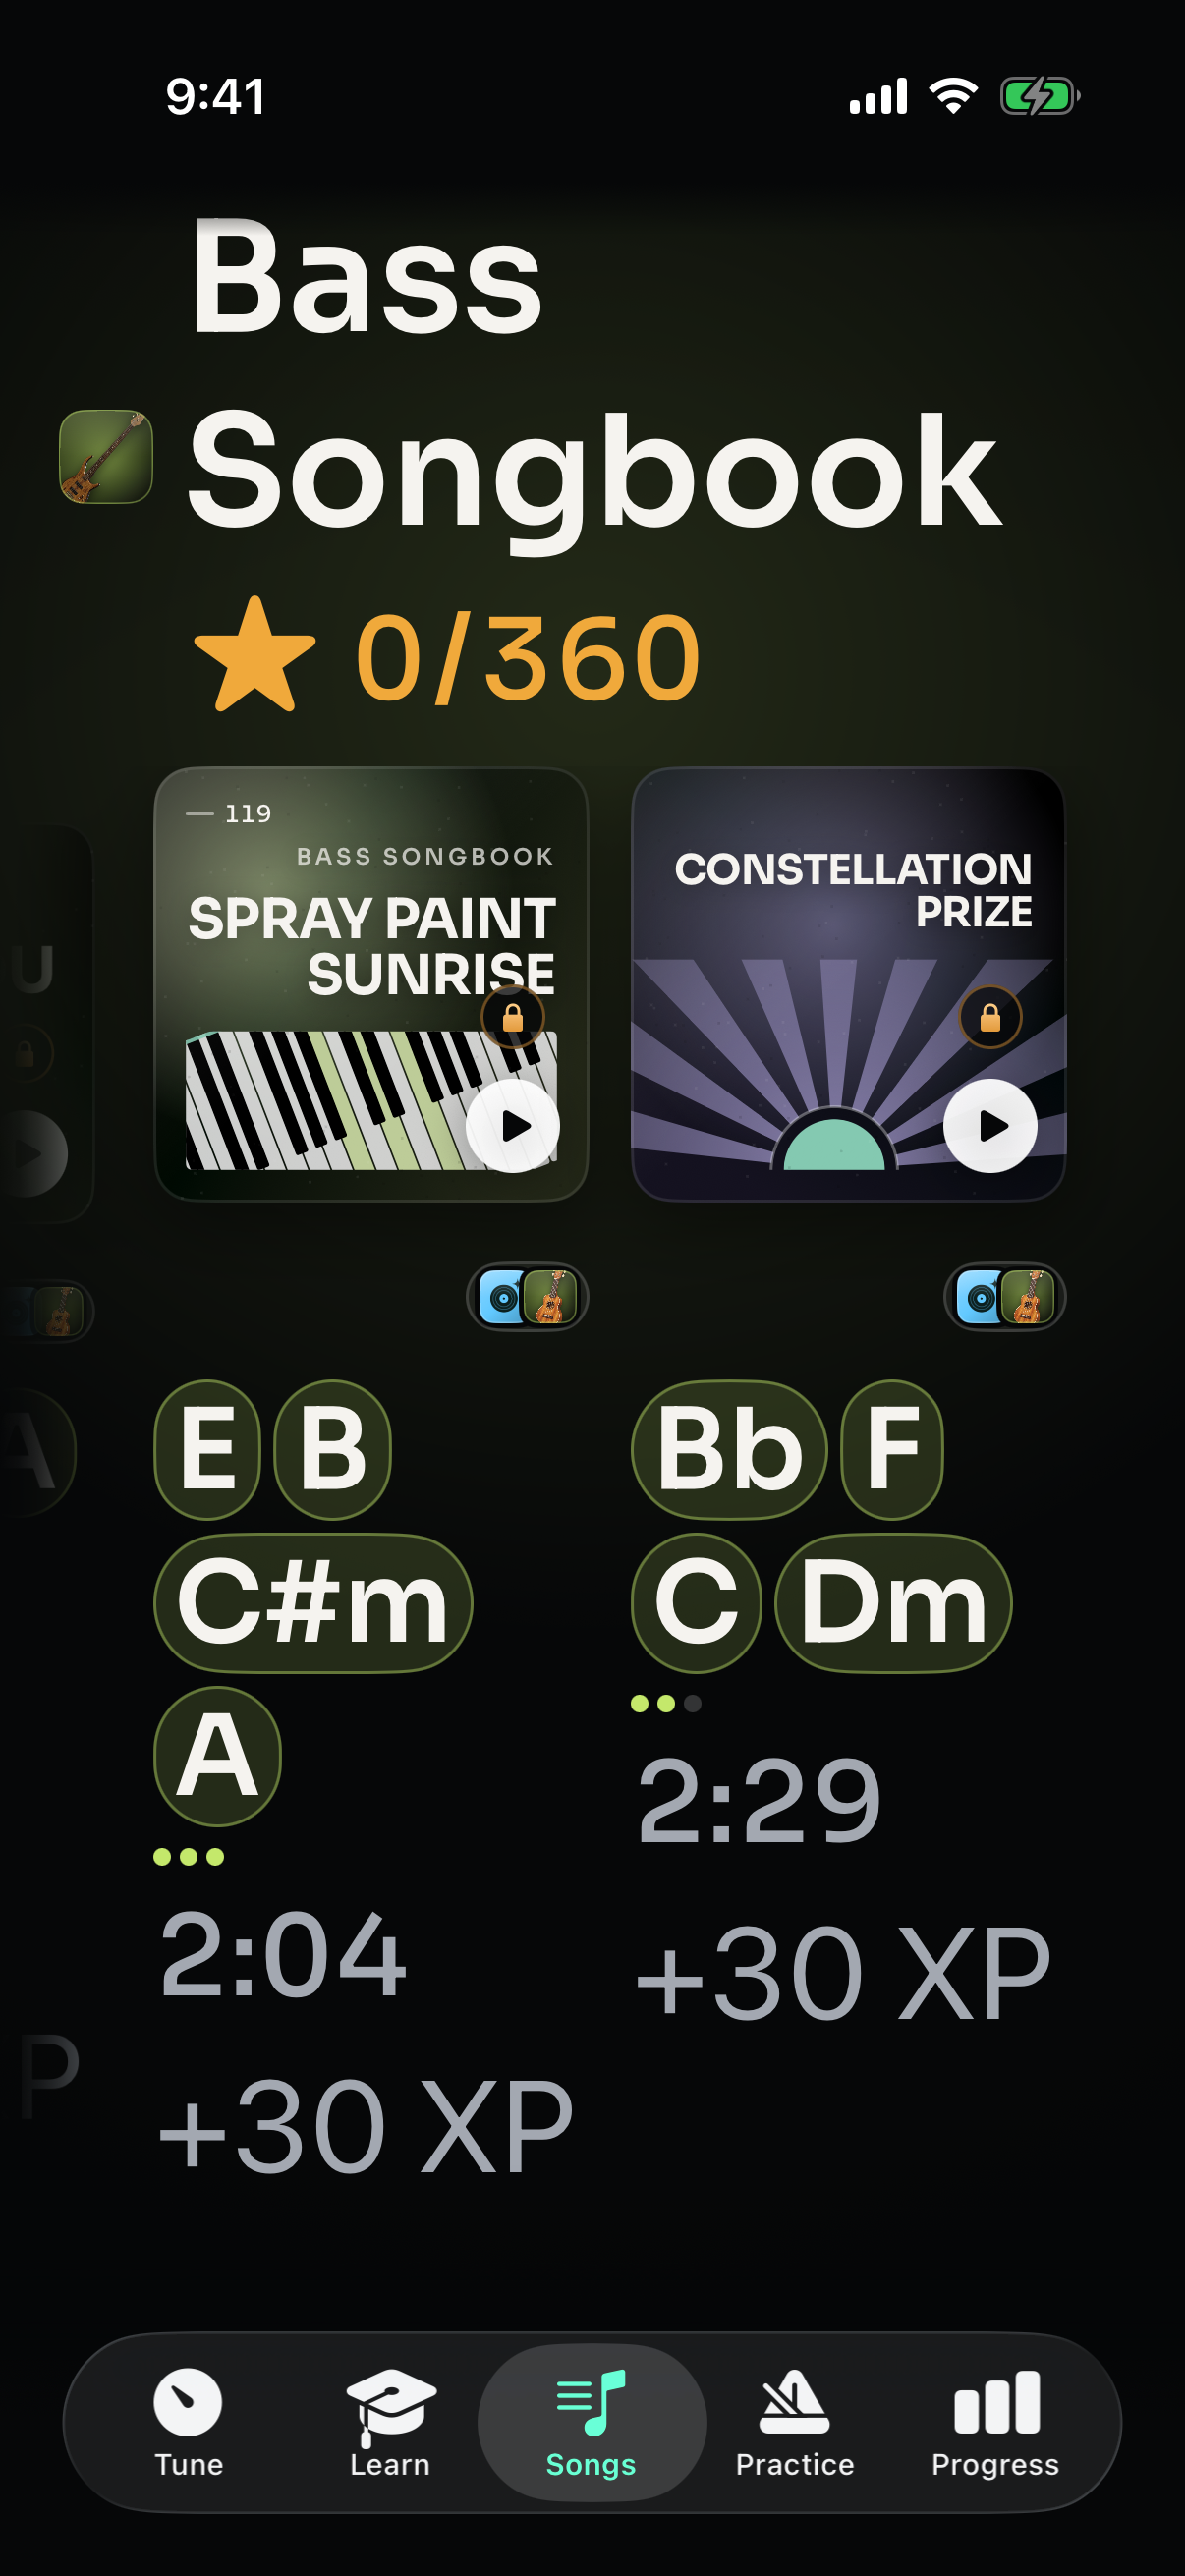 9:41
Bass
Songbook
0/360
119
BASS SONGBOOK
SPRAY PAINT
SUNRISE
CONSTELLATION
PRIZE
U
A
E B
C#m
A
2:04
+30 XP
Bb F
C Dm
2:29
+30 XP
P
Tune
Learn
Songs
Practice
Progress